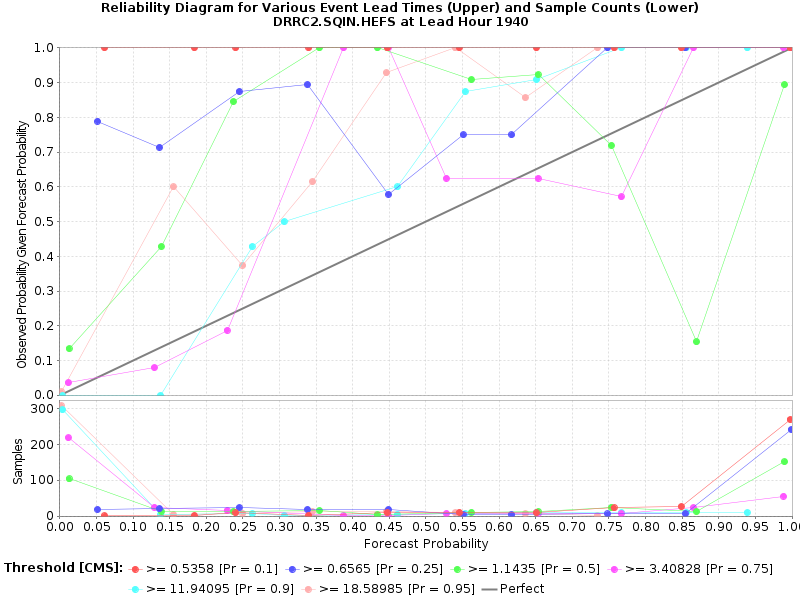 Reliability Diagram for Various Event Lead Times (Upper) and Sample Counts (Lower)
DRRC2.SQIN.HEFS at Lead Hour 1940
Observed Probability Given Forecast Probability
1.0
0.9
0.8
0.7
0.6
0.5
0.4
0.3
0.2
0.1
0.0
Samples
300
200
100
0
0.00 0.05 0.10 0.15 0.20 0.25 0.30 0.35 0.40 0.45 0.50 0.55 0.60 0.65 0.70 0.75 0.80 0.85 0.90 0.95 1.00
Forecast Probability
Threshold [CMS]: >= 0.5358 [Pr = 0.1] >= 0.6565 [Pr = 0.25] >= 1.1435 [Pr = 0.5] >= 3.40828 [Pr = 0.75]
>= 11.94095 [Pr = 0.9] >= 18.58985 [Pr = 0.95] Perfect